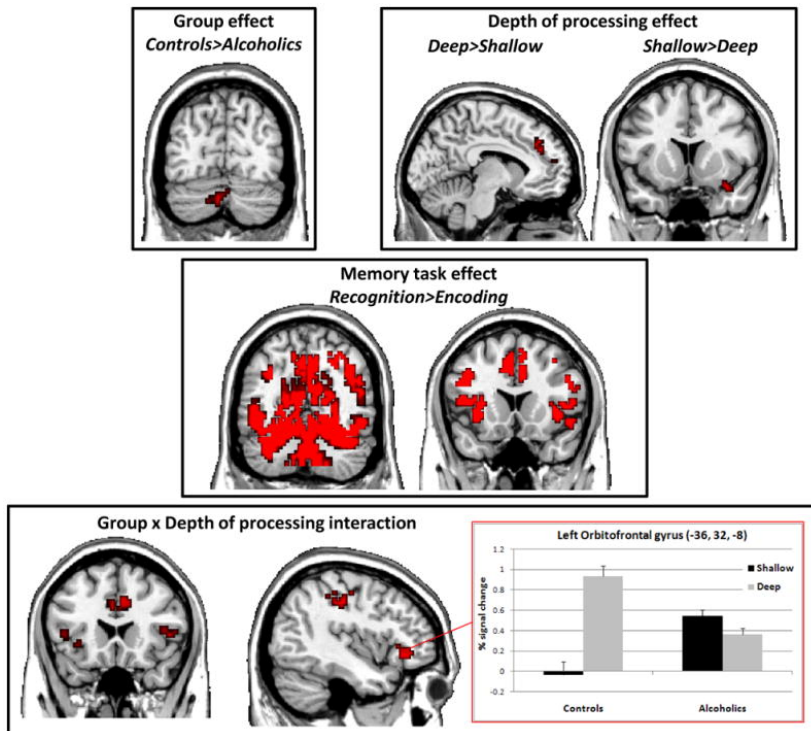 Group effect
Controls>Alcoholics
Depth of processing effect
Deep>Shallow
Shallow>Deep
Memory task effect
Recognition>Encoding
Group x Depth of processing interaction
Left Orbitofrontal gyrus (-36, 32, -8)
% signal change
1.2
1
0.8
0.6
0.4
0.2
0
-0.2
Shallow
Deep
Controls
Alcoholics